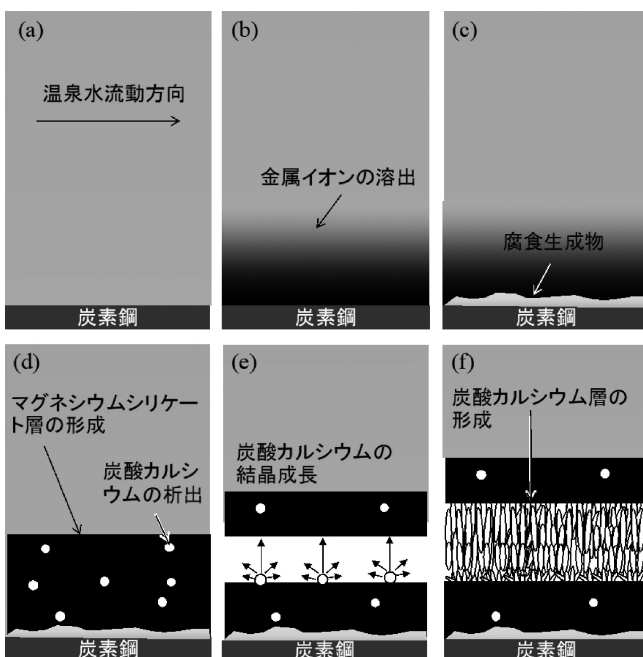 (a)
温泉水流動方向
炭素鋼
(b)
金属イオンの溶出
炭素鋼
(c)
腐食生成物
炭素鋼
(d)
マグネシウムシリケー
ト層の形成
炭酸カルシ
ウムの析出
炭素鋼
(e)
炭酸カルシウムの
結晶成長
炭素鋼
(f)
炭酸カルシウム層の
形成
炭素鋼